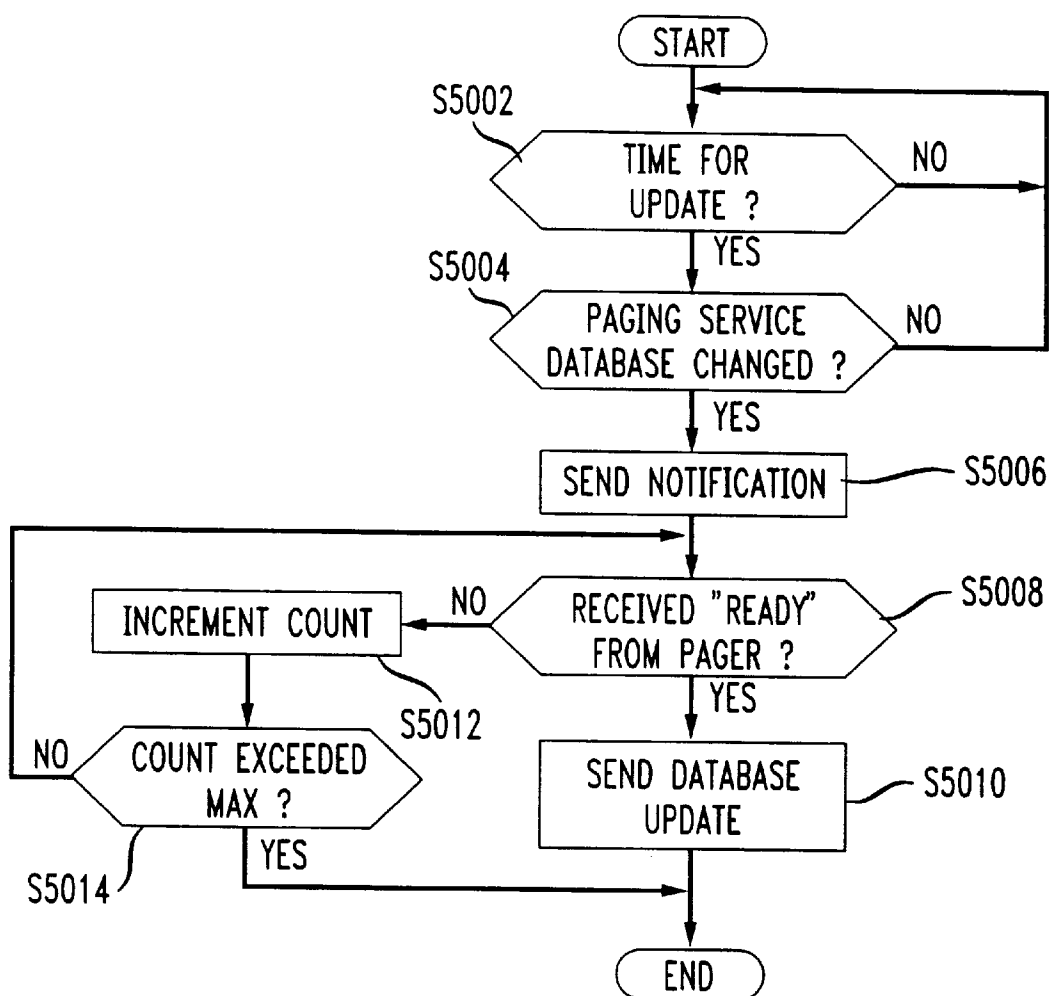 START
S5002
TIME FOR
UPDATE ?
NO
YES
S5004
PAGING SERVICE
DATABASE CHANGED ?
NO
YES
SEND NOTIFICATION
S5006
RECEIVED "READY"
FROM PAGER ?
S5008
NO
INCREMENT COUNT
S5012
YES
COUNT EXCEEDED
MAX ?
NO
YES
S5014
SEND DATABASE
UPDATE
S5010
END